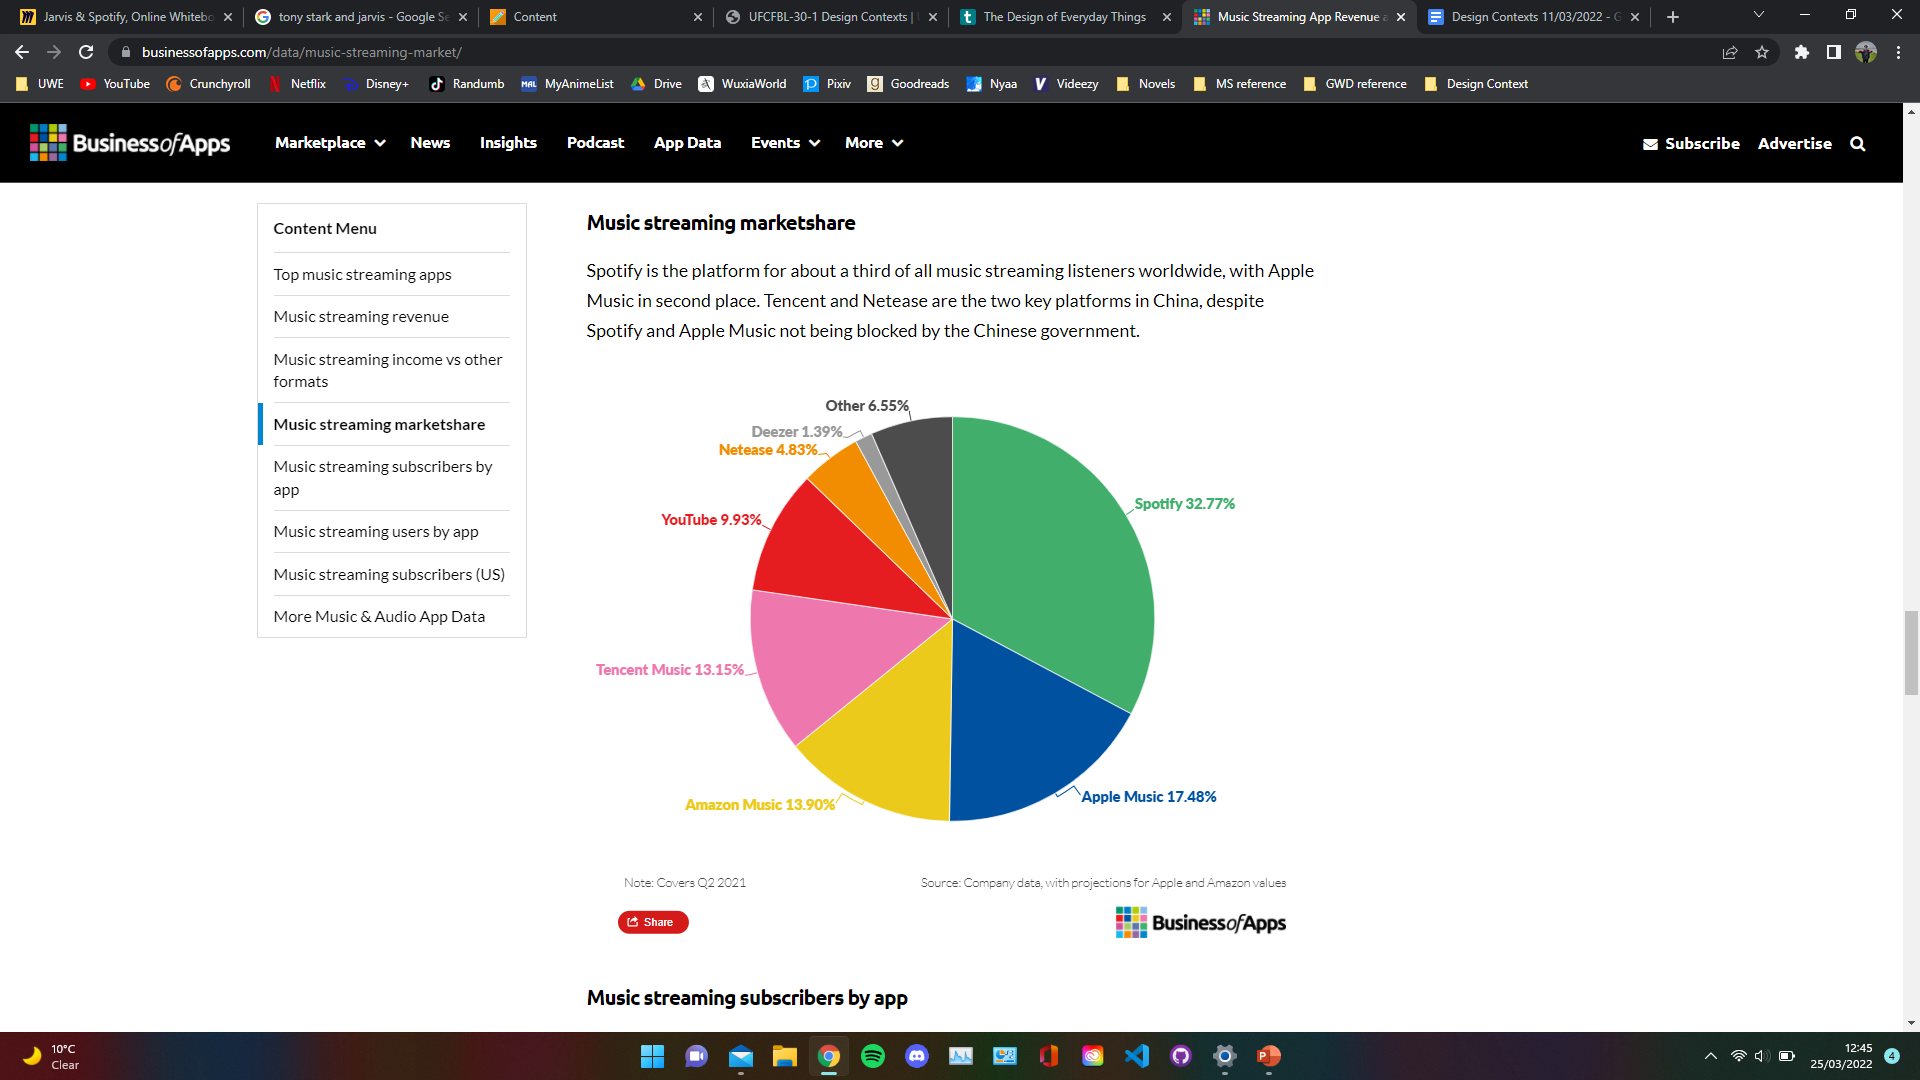 Jarvis & Spotify, Online Whitebo
tony stark and jarvis - Google Se
Content
UFCFBL-30-1 Design Contexts |
The Design of Everyday Things
Music Streaming App Revenue a
Design Contexts 11/03/2022 - G
businessofapps.com/data/music-streaming-market/
UWE
YouTube
Crunchyroll
Netflix
Disney+
Randumb
MyAnimeList
Drive
WuxiaWorld
Pixiv
Goodreads
Nyaa
Videezy
Novels
MS reference
GWD reference
Design Context
BusinessofApps
Marketplace
News
Insights
Podcast
App Data
Events
More
Subscribe
Advertise
Content Menu
Top music streaming apps
Music streaming revenue
Music streaming income vs other
formats
Music streaming marketshare
Music streaming subscribers by
app
Music streaming users by app
Music streaming subscribers (US)
More Music & Audio App Data
Music streaming marketshare
Spotify is the platform for about a third of all music streaming listeners worldwide, with Apple
Music in second place. Tencent and Netease are the two key platforms in China, despite
Spotify and Apple Music not being blocked by the Chinese government.
Other 6.55%
Deezer 1.39%
Netease 4.83%
Spotify 32.77%
YouTube 9.93%
Tencent Music 13.15%
Apple Music 17.48%
Amazon Music 13.90%
Note: Covers Q2 2021
Source: Company data, with projections for Apple and Amazon values
Share
BusinessofApps
Music streaming subscribers by app
10°C
Clear
12:45
25/03/2022
4